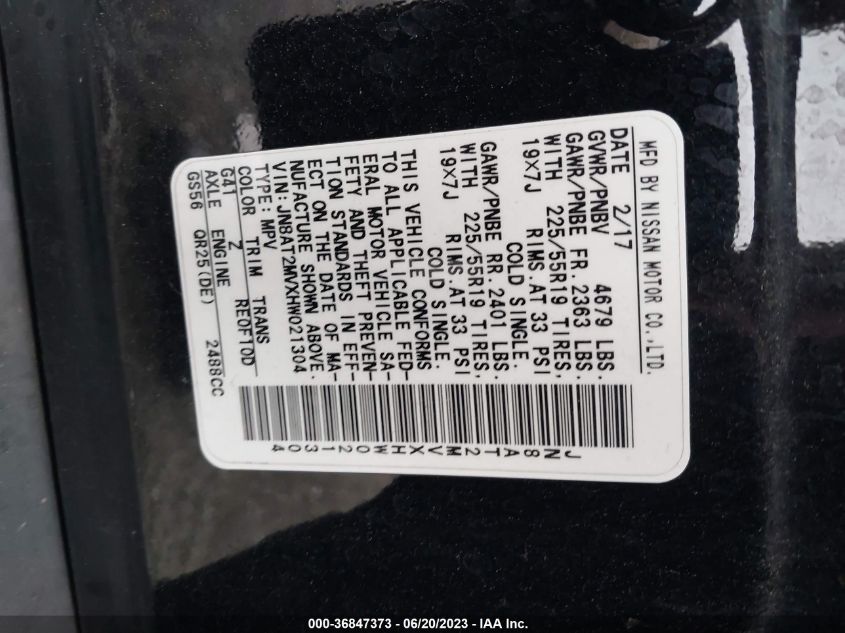 MFD BY NISSAN MOTOR CO.,LTD.
DATE 2/17
GVWR/PNBV 4679 LBS.
GAWR/PNBE FR. 2363 LBS.
WITH 225/55R19 TIRES,
19X7J RIMS.AT 33 PSI
COLD SINGLE.
GAWR/PNBE RR 2401 LBS.
WITH 225/55R19 TIRES,
19X7J RIMS.AT 33 PSI
COLD SINGLE.
THIS VEHICLE CONFORMS
TO ALL APPLICABLE FED-
ERAL MOTOR VEHICLE SA-
FETY AND THEFT PREVEN-
TION STANDARDS IN EFF-
ECT ON THE DATE OF MA-
NUFACTURE SHOWN ABOVE.
VIN:JN8AT2MVXHW021304
TYPE:MPV
COLOR TRIM TRANS
G41 Z RE0F10D
AXLE ENGINE
GS56 QR25(DE) 2488CC
JN8AT2MVXHW021304
000-36847373 - 06/20/2023 - IAA Inc.